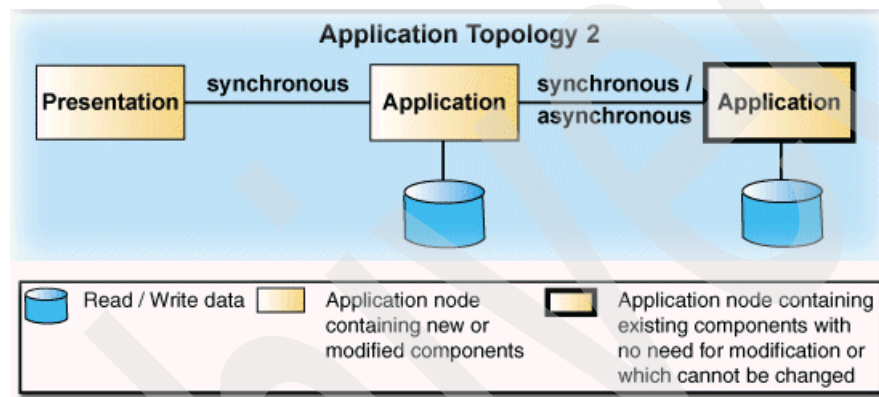 Application Topology 2
Presentation
synchronous
Application
synchronous /
asynchronous
Application
Read / Write data
Application node
containing new or
modified components
Application node containing
existing components with
no need for modification or
which cannot be changed